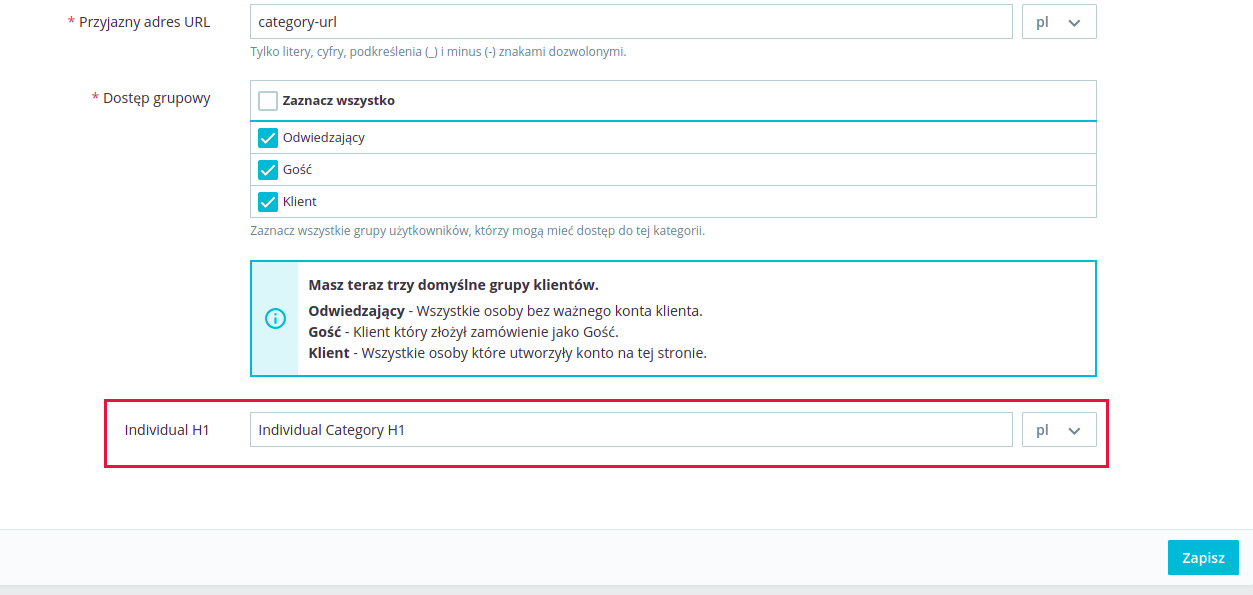 * Przyjazny adres URL
category-url
pl
Tylko litery, cyfry, podkreślenia (_) i minus (-) znakami dozwolonymi.
* Dostęp grupowy
Zaznacz wszystko
Odwiedzający
Gość
Klient
Zaznacz wszystkie grupy użytkowników, którzy mogą mieć dostęp do tej kategorii.
Masz teraz trzy domyślne grupy klientów.
Odwiedzający - Wszystkie osoby bez ważnego konta klienta.
Gość - Klient który złożył zamówienie jako Gość.
Klient - Wszystkie osoby które utworzyły konto na tej stronie.
Individual H1
Individual Category H1
pl
Zapisz